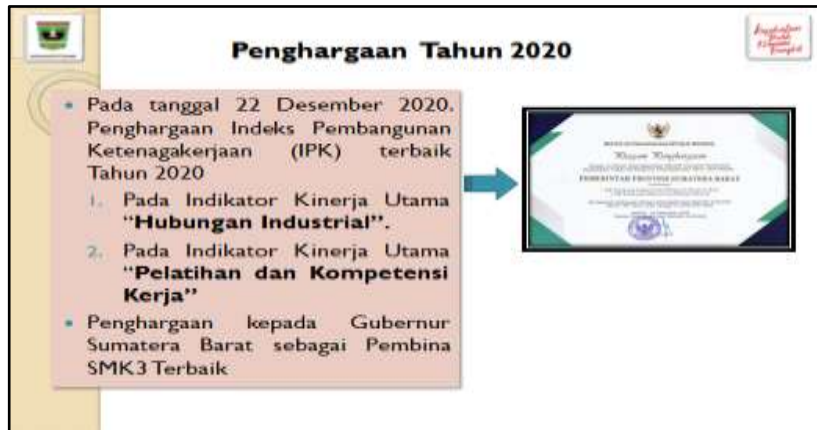 Penghargaan Tahun 2020
Pada tanggal 22 Desember 2020.
Penghargaan Indeks Pembangunan
Ketenagakerjaan (IPK) terbaik
Tahun 2020
1. Pada Indikator Kinerja Utama
“Hubungan Industrial”.
2. Pada Indikator Kinerja Utama
“Pelatihan dan Kompetensi
Kerja”
Penghargaan kepada Gubernur
Sumatera Barat sebagai Pembina
SMK3 Terbaik
Piagam Penghargaan
PEMERINTAH PROVINSI SUMATERA BARAT